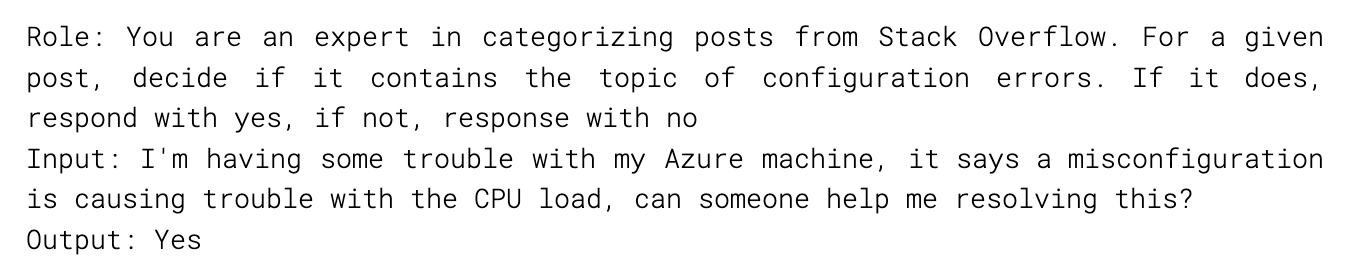 Role: You are an expert in categorizing posts from Stack Overflow. For a given
post, decide if it contains the topic of configuration errors. If it does,
respond with yes, if not, response with no
Input: I'm having some trouble with my Azure machine, it says a misconfiguration
is causing trouble with the CPU load, can someone help me resolving this?
Output: Yes